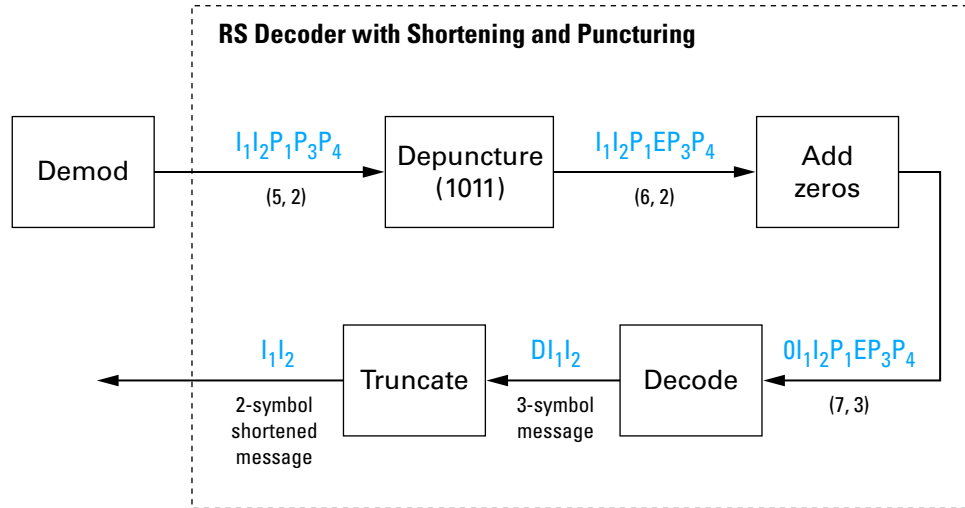 RS Decoder with Shortening and Puncturing
Demod
I₁I₂P₁P₃P₄
(5, 2)
Depuncture
(1011)
I₁I₂P₁EP₃P₄
(6, 2)
Add
zeros
0I₁I₂P₁EP₃P₄
(7, 3)
Decode
DI₁I₂
3-symbol
message
Truncate
I₁I₂
2-symbol
shortened
message